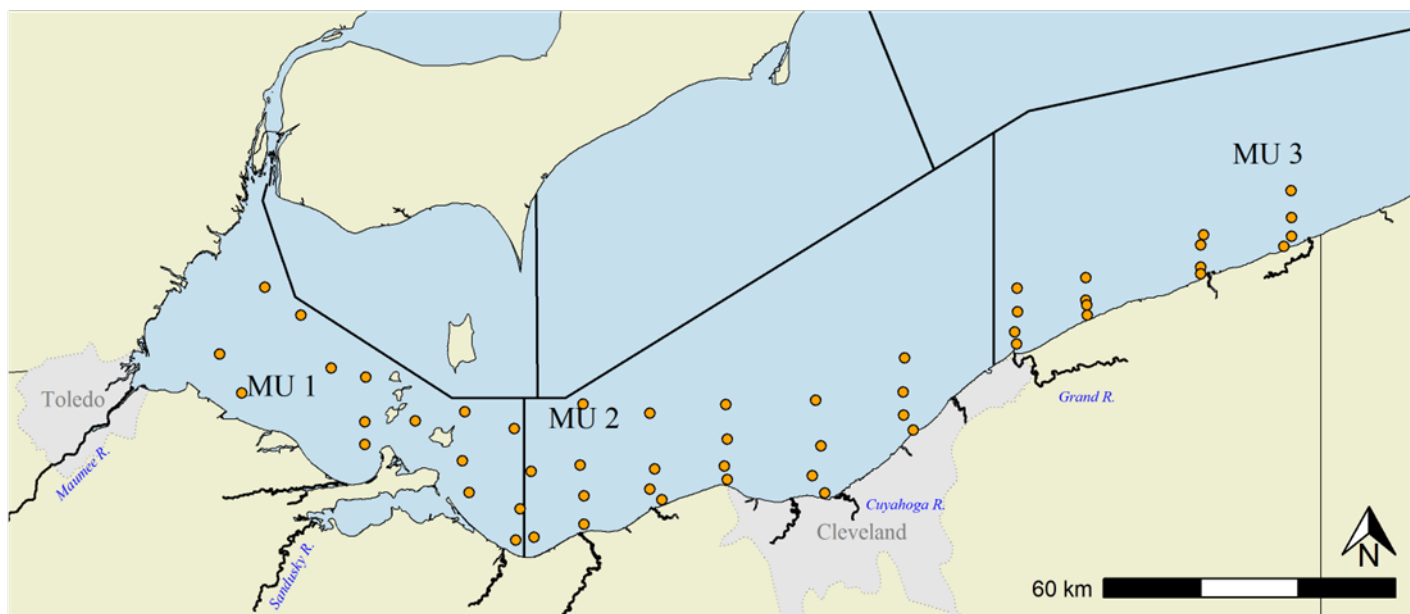 MU 3
MU 1
Toledo
MU 2
Grand R.
Maumee R.
Cuyahoga R.
Cleveland
Sandusky R.
N
60 km